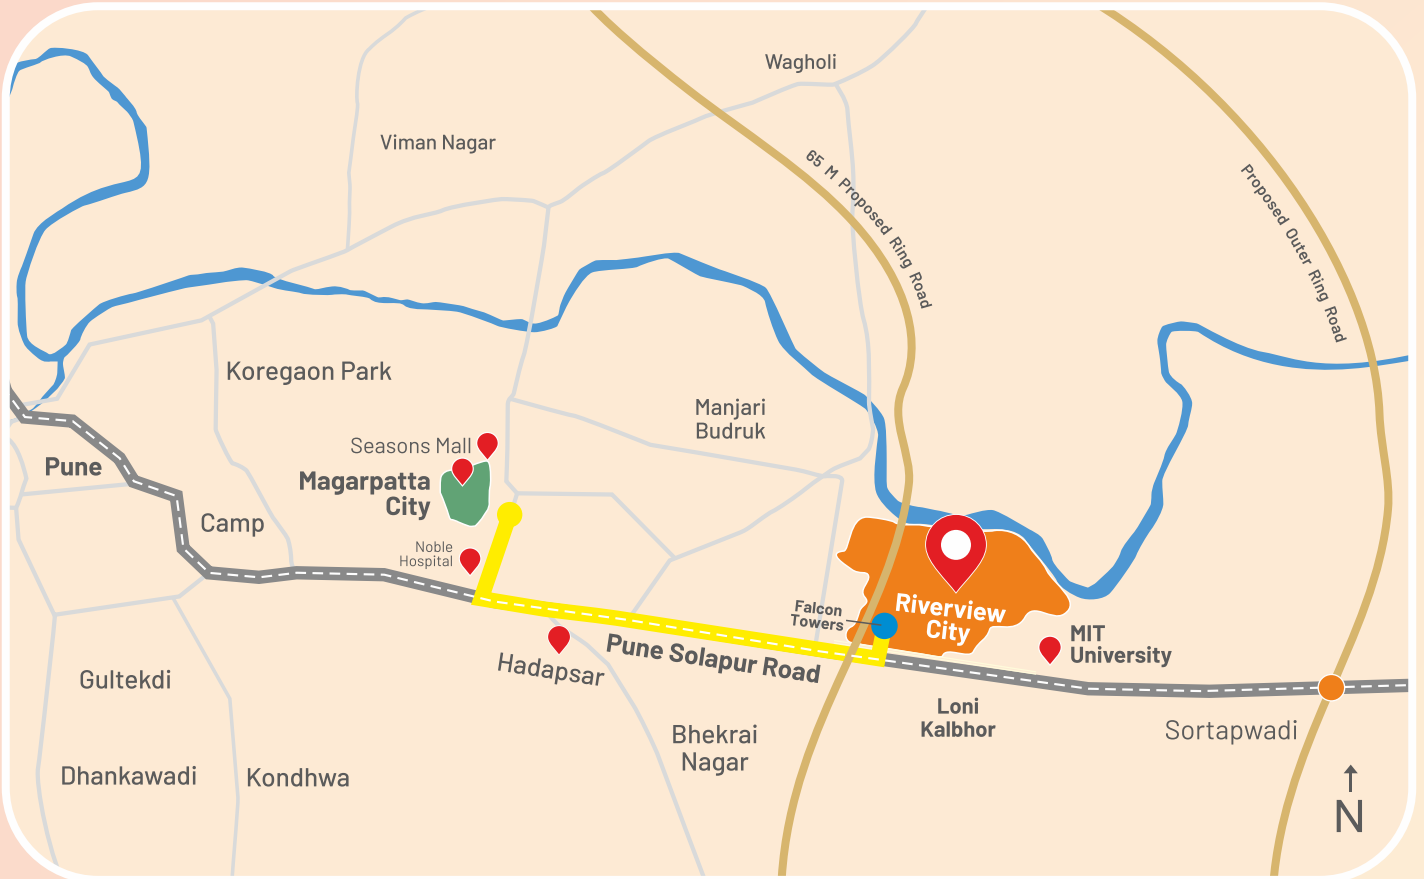 Wagholi
Viman Nagar
65 M Proposed Ring Road
Proposed Outer Ring Road
Koregaon Park
Manjari
Budruk
Seasons Mall
Pune
Magarpatta
City
Camp
Noble
Hospital
Falcon
Towers
Riverview
City
MIT
University
Pune Solapur Road
Hadapsar
Gultekdi
Loni
Kalbhor
Sortapwadi
Bhekrai
Nagar
Dhankawadi
Kondhwa
N